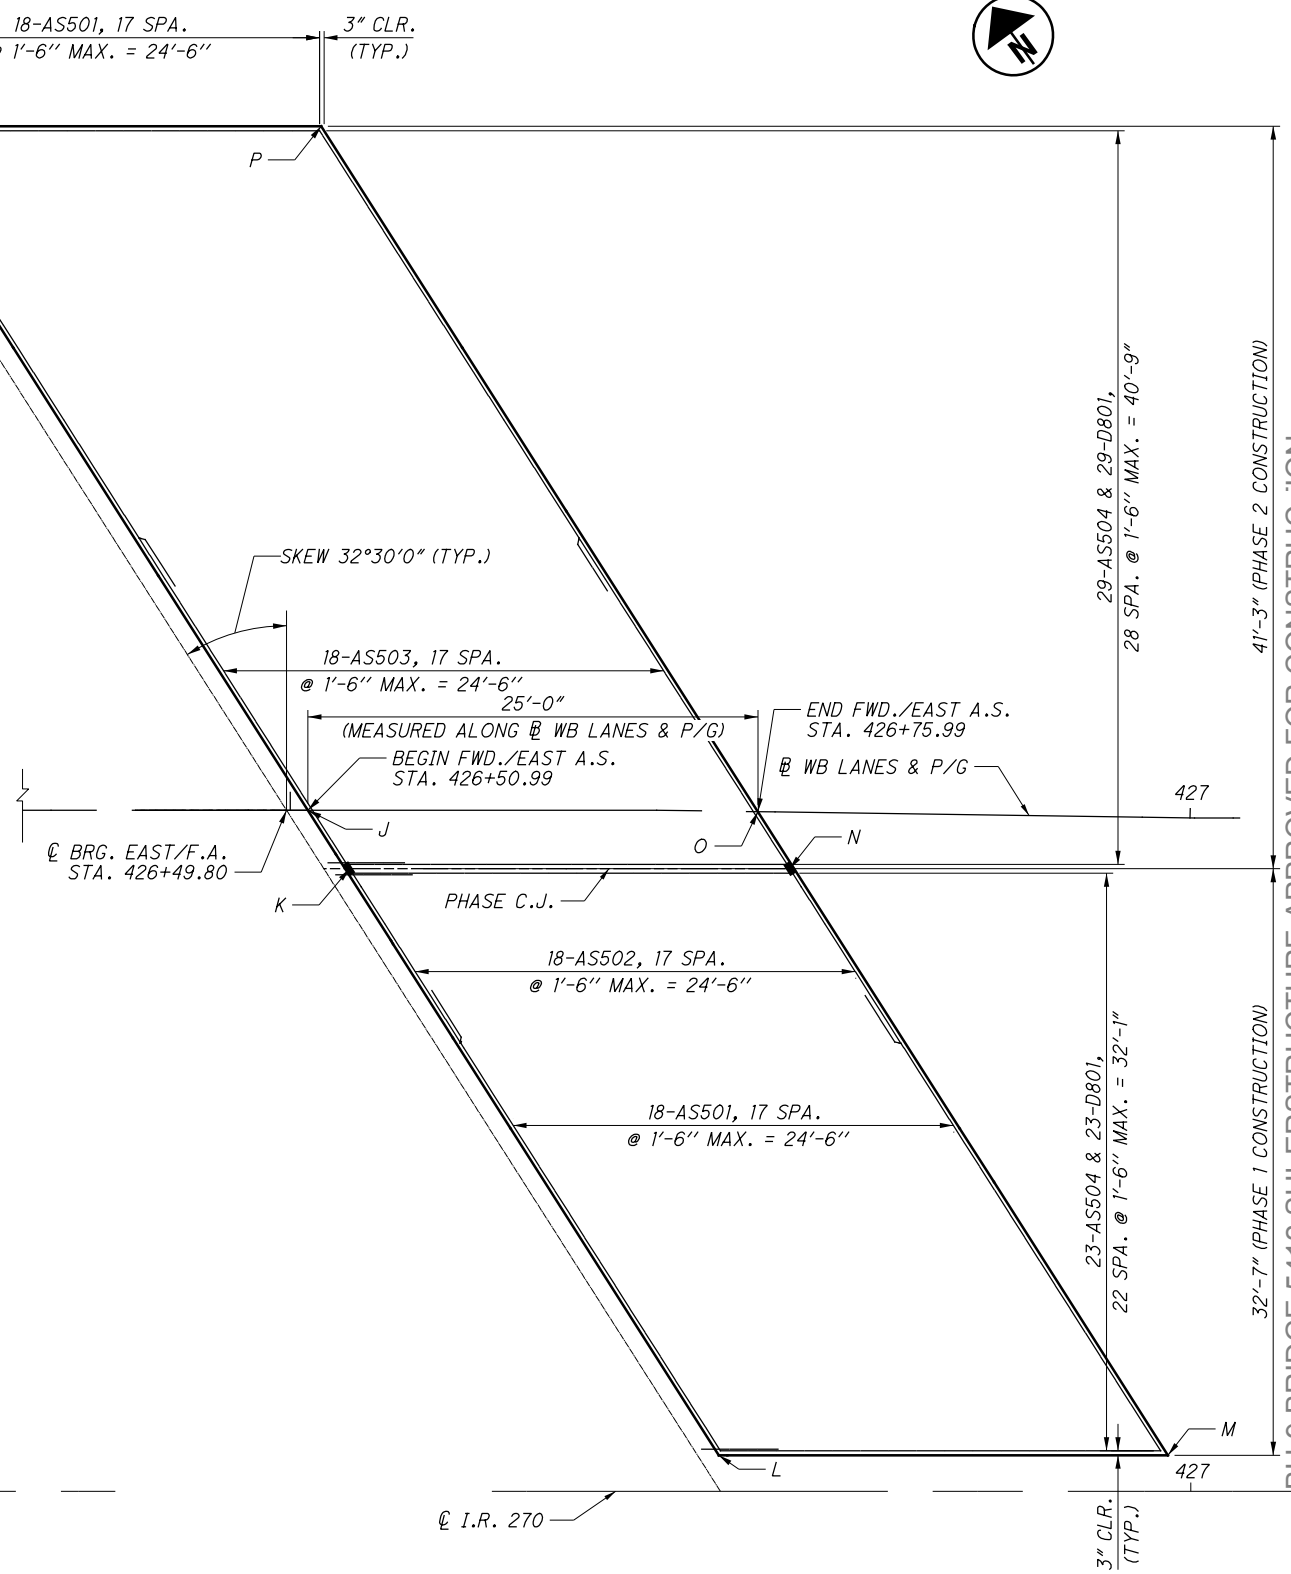 18-AS501, 17 SPA.
1'-6'' MAX. = 24'-6''
3" CLR.
(TYP.)
N
P
29-AS504 & 29-D801,
28 SPA. @ 1'-6'' MAX. = 40'-9"
41'-3" (PHASE 2 CONSTRUCTION)
SKEW 32°30'0" (TYP.)
18-AS503, 17 SPA.
@ 1'-6'' MAX. = 24'-6''
25'-0"
(MEASURED ALONG ⅊ WB LANES & P/G)
BEGIN FWD./EAST A.S.
STA. 426+50.99
END FWD./EAST A.S.
STA. 426+75.99
⅊ WB LANES & P/G
427
J
O
N
℄ BRG. EAST/F.A.
STA. 426+49.80
K
PHASE C.J.
18-AS502, 17 SPA.
@ 1'-6'' MAX. = 24'-6''
18-AS501, 17 SPA.
@ 1'-6'' MAX. = 24'-6''
23-AS504 & 23-D801,
22 SPA. @ 1'-6'' MAX. = 32'-1"
32'-7" (PHASE 1 CONSTRUCTION)
M
L
427
℄ I.R. 270
3" CLR.
(TYP.)